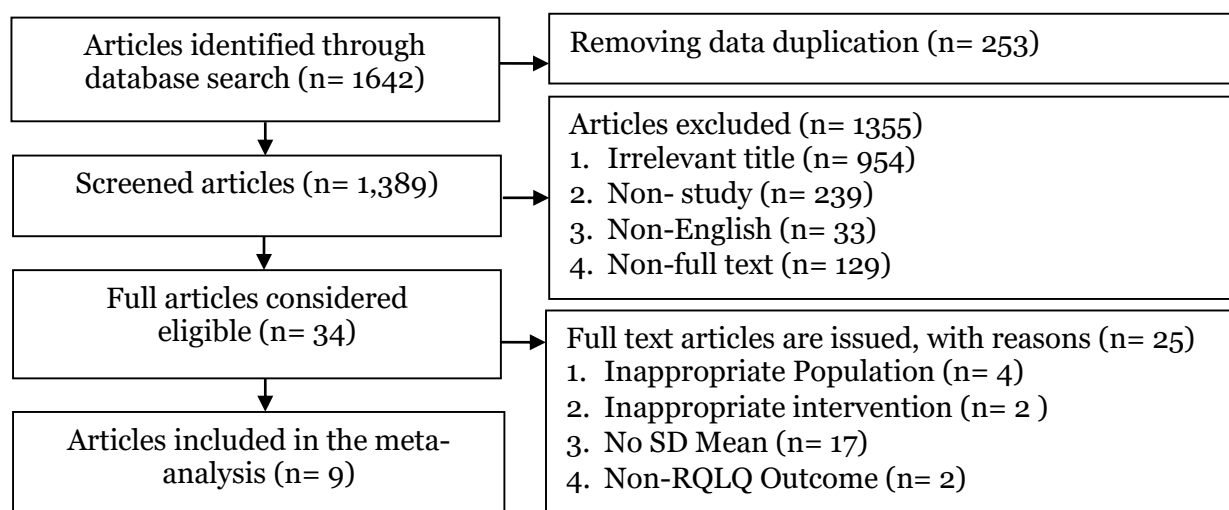 Articles identified through
database search (n= 1642)
Removing data duplication (n= 253)
Screened articles (n= 1,389)
Articles excluded (n= 1355)
1. Irrelevant title (n= 954)
2. Non- study (n= 239)
3. Non-English (n= 33)
4. Non-full text (n= 129)
Full articles considered
eligible (n= 34)
Full text articles are issued, with reasons (n= 25)
1. Inappropriate Population (n= 4)
2. Inappropriate intervention (n= 2 )
3. No SD Mean (n= 17)
4. Non-RQLQ Outcome (n= 2)
Articles included in the meta-
analysis (n= 9)